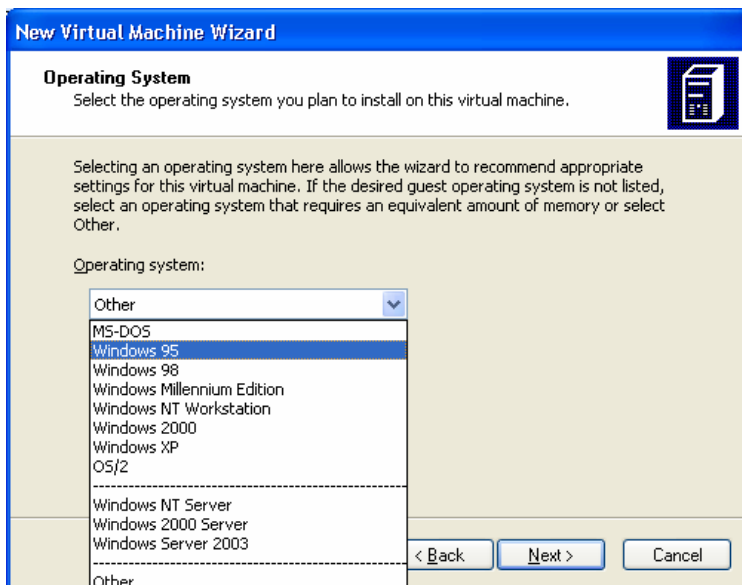 New Virtual Machine Wizard
Operating System
Select the operating system you plan to install on this virtual machine.
Selecting an operating system here allows the wizard to recommend appropriate
settings for this virtual machine. If the desired guest operating system is not listed,
select an operating system that requires an equivalent amount of memory or select
Other.
Operating system:
Other
MS-DOS
Windows 95
Windows 98
Windows Millennium Edition
Windows NT Workstation
Windows 2000
Windows XP
OS/2
Windows NT Server
Windows 2000 Server
Windows Server 2003
Other
< Back
Next >
Cancel